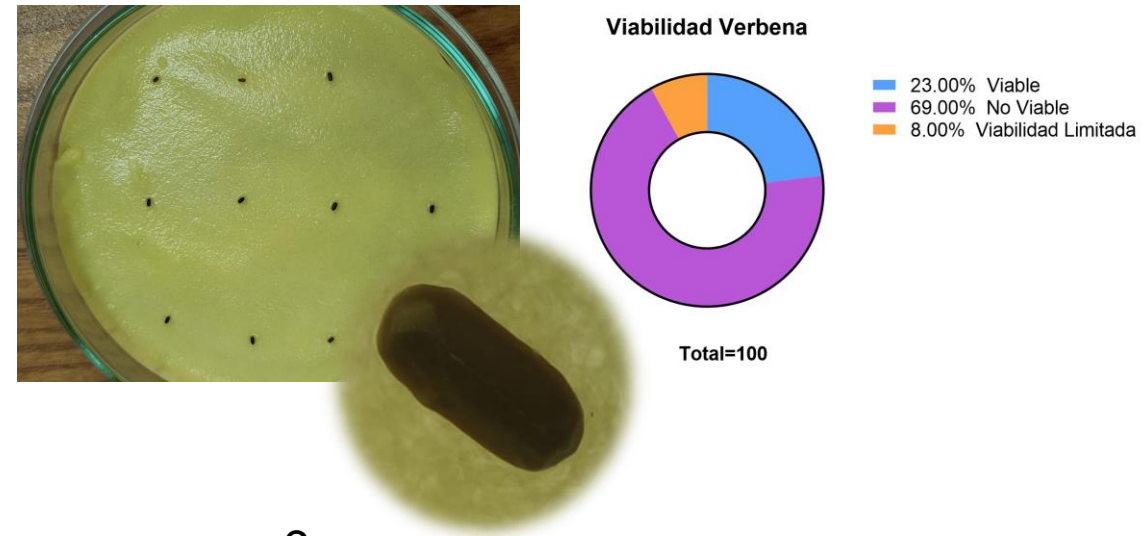 Viabilidad Verbena
23.00% Viable
69.00% No Viable
8.00% Viabilidad Limitada
Total=100